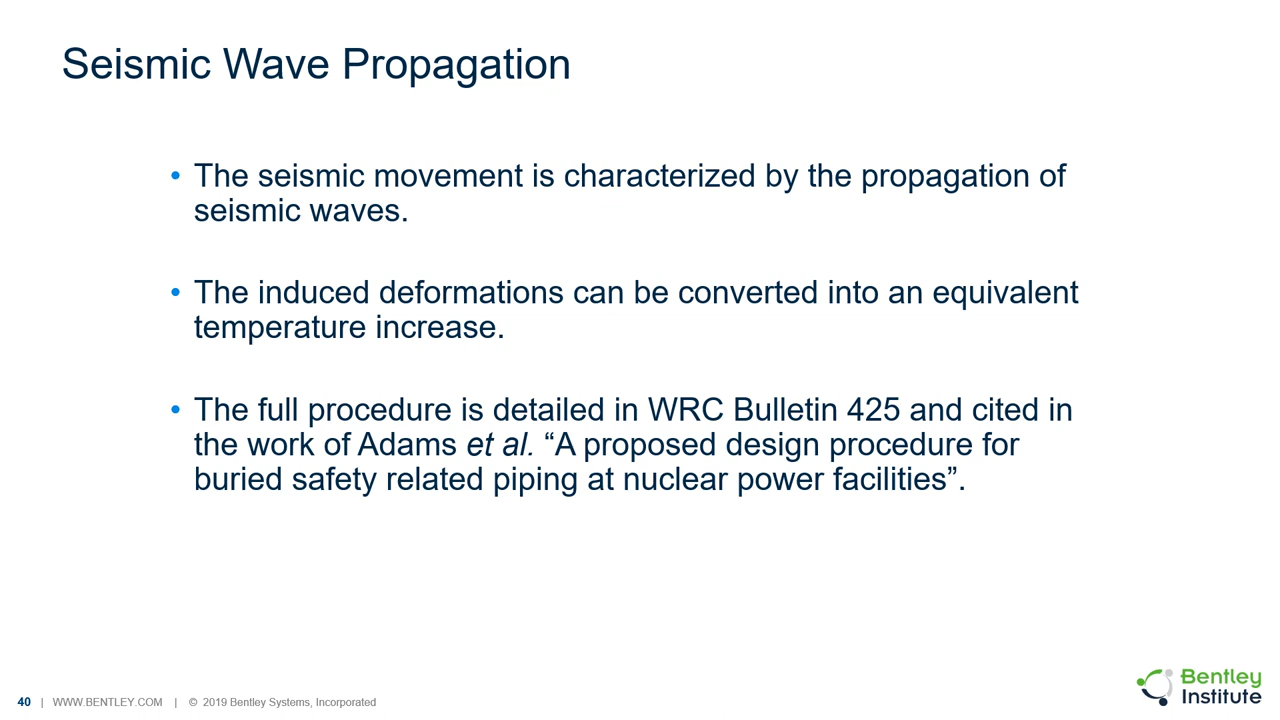 Seismic Wave Propagation
• The seismic movement is characterized by the propagation of
seismic waves.
• The induced deformations can be converted into an equivalent
temperature increase.
• The full procedure is detailed in WRC Bulletin 425 and cited in
the work of Adams et al. “A proposed design procedure for
buried safety related piping at nuclear power facilities”.
40 | WWW.BENTLEY.COM | © 2019 Bentley Systems, Incorporated
Bentley
Institute